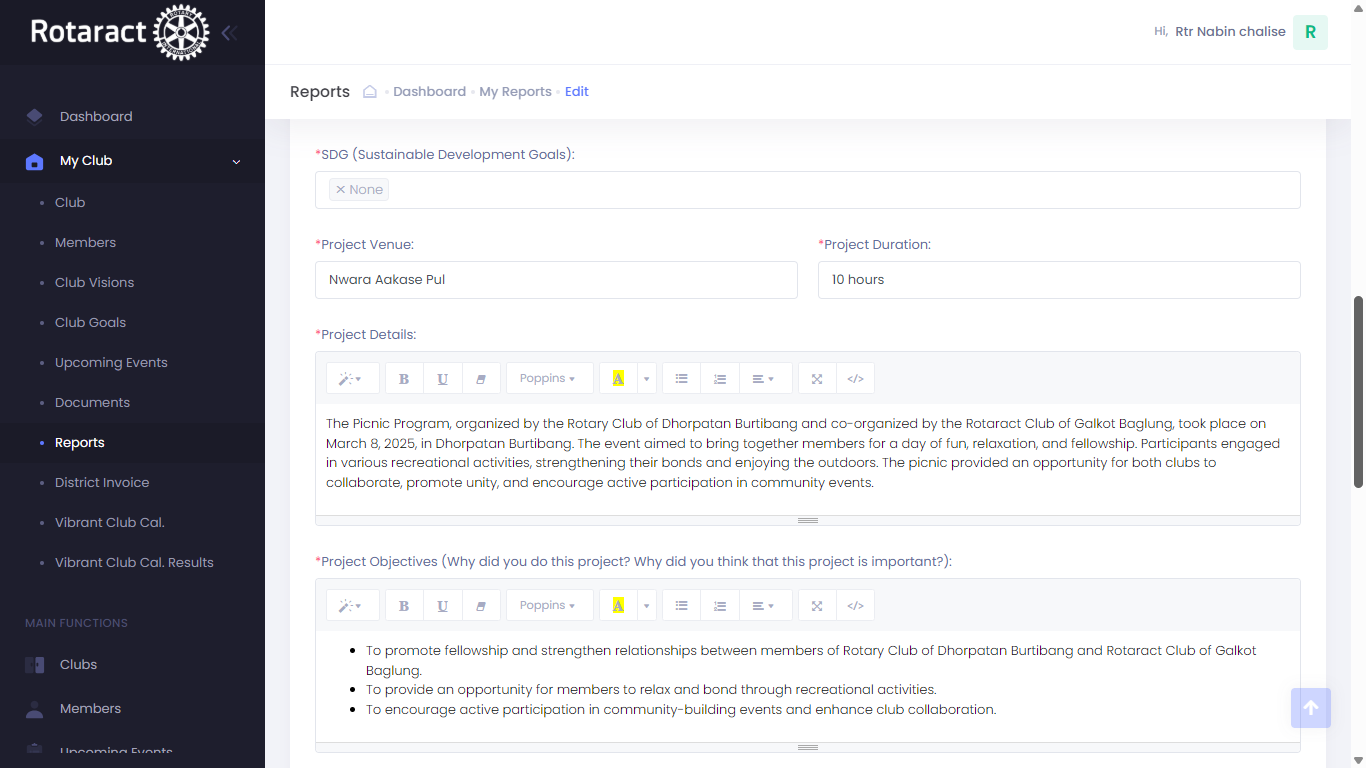 Rotaract
ROTARY
INTERNATIONAL
Hi, Rtr Nabin chalise R
Reports Dashboard My Reports Edit
Dashboard
My Club
Club
Members
Club Visions
Club Goals
Upcoming Events
Documents
Reports
District Invoice
Vibrant Club Cal.
Vibrant Club Cal. Results
MAIN FUNCTIONS
Clubs
Members
Upcoming Events
*SDG (Sustainable Development Goals):
× None
*Project Venue: *Project Duration:
Nwara Aakase Pul 10 hours
*Project Details:
B U Poppins A </>
The Picnic Program, organized by the Rotary Club of Dhorpatan Burtibang and co-organized by the Rotaract Club of Galkot Baglung, took place on
March 8, 2025, in Dhorpatan Burtibang. The event aimed to bring together members for a day of fun, relaxation, and fellowship. Participants engaged
in various recreational activities, strengthening their bonds and enjoying the outdoors. The picnic provided an opportunity for both clubs to
collaborate, promote unity, and encourage active participation in community events.
*Project Objectives (Why did you do this project? Why did you think that this project is important?):
B U Poppins A </>
• To promote fellowship and strengthen relationships between members of Rotary Club of Dhorpatan Burtibang and Rotaract Club of Galkot
Baglung.
• To provide an opportunity for members to relax and bond through recreational activities.
• To encourage active participation in community-building events and enhance club collaboration.